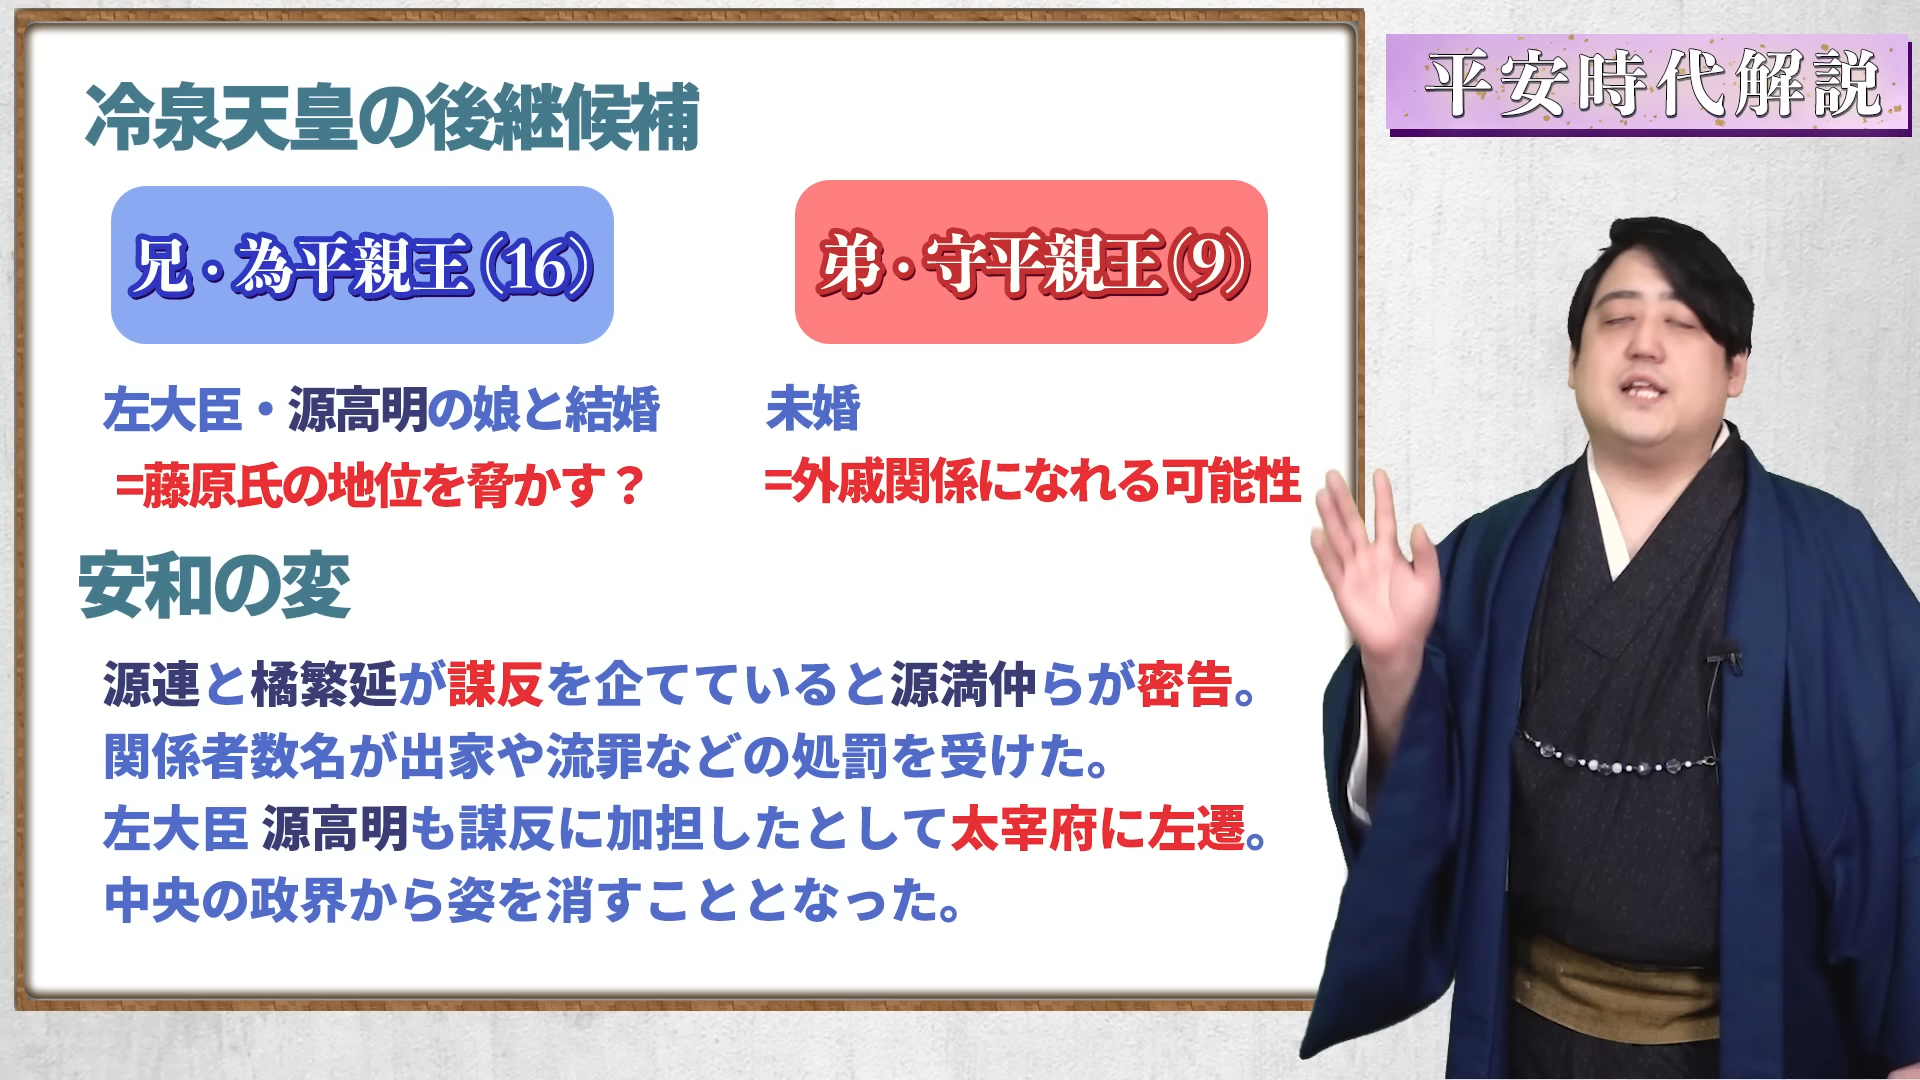 平安時代解説
冷泉天皇の後継候補
兄・為平親王(16)
弟・守平親王(9)
左大臣・源高明の娘と結婚
=藤原氏の地位を脅かす？
未婚
=外戚関係になれる可能性
安和の変
源連と橘繁延が謀反を企てていると源満仲らが密告。
関係者数名が出家や流罪などの処罰を受けた。
左大臣 源高明も謀反に加担したとして太宰府に左遷。
中央の政界から姿を消すこととなった。